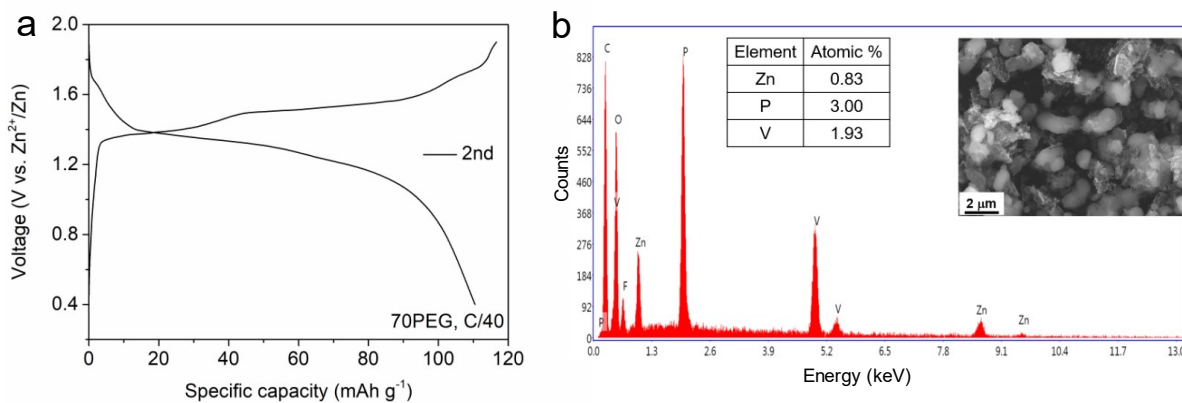 a
2.0
1.6
1.2
0.8
0.4
Voltage (V vs. Zn²⁺/Zn)
2nd
70PEG, C/40
0 20 40 60 80 100 120
Specific capacity (mAh g⁻¹)
b
828
736
644
552
460
368
276
184
92
0
Counts
C
O
V
F
Zn
P
P
V
V
Zn
Zn
Element Atomic %
Zn 0.83
P 3.00
V 1.93
2 μm
0.0 1.3 2.6 3.9 5.2 6.5 7.8 9.1 10.4 11.7 13.0
Energy (keV)